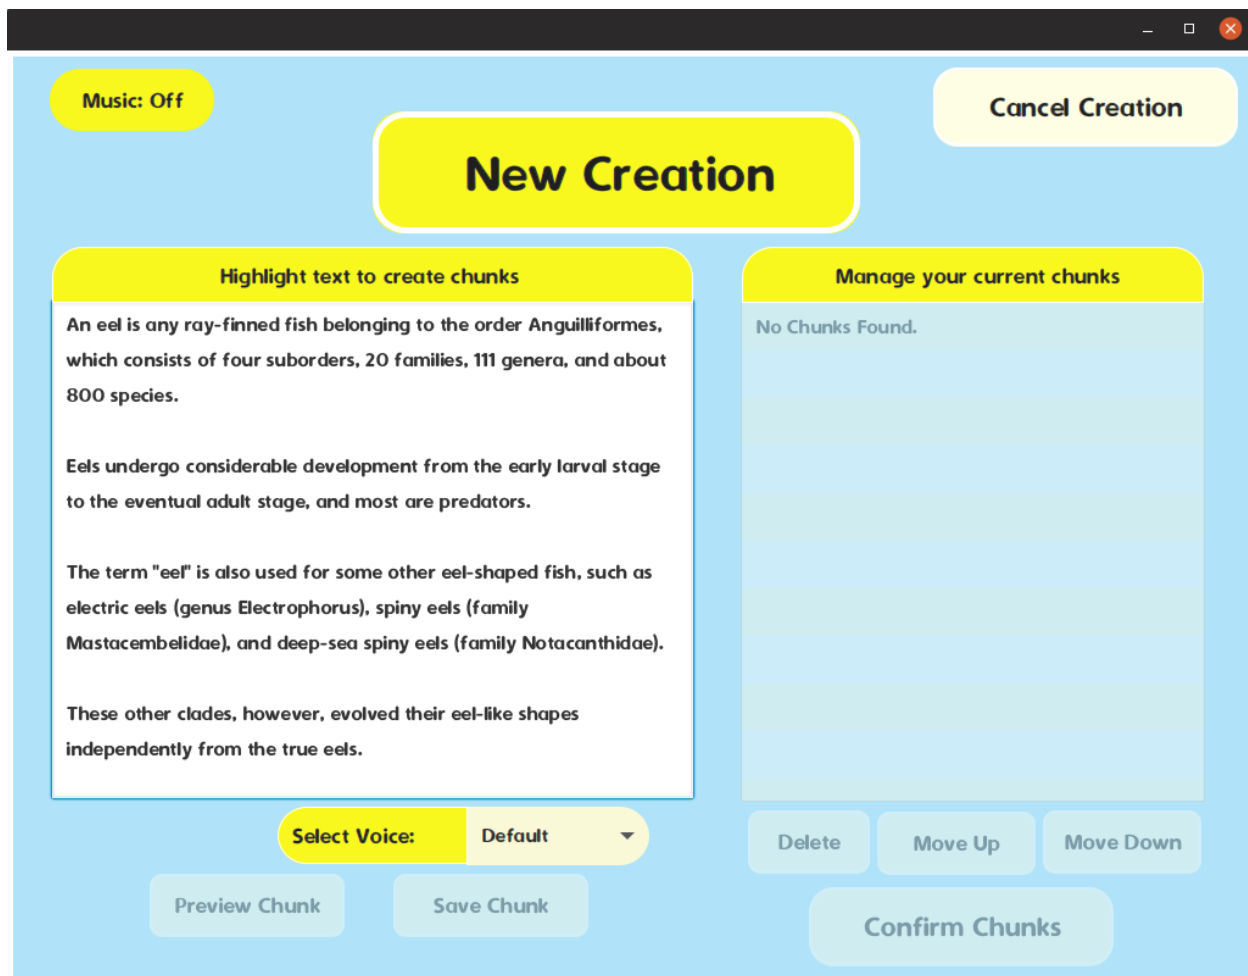 Music: Off
Cancel Creation
New Creation
Highlight text to create chunks
An eel is any ray-finned fish belonging to the order Anguilliformes,
which consists of four suborders, 20 families, 111 genera, and about
800 species.
Eels undergo considerable development from the early larval stage
to the eventual adult stage, and most are predators.
The term "eel" is also used for some other eel-shaped fish, such as
electric eels (genus Electrophorus), spiny eels (family
Mastacembelidae), and deep-sea spiny eels (family Notacanthidae).
These other clades, however, evolved their eel-like shapes
independently from the true eels.
Select Voice: Default
Preview Chunk Save Chunk
Manage your current chunks
No Chunks Found.
Delete Move Up Move Down
Confirm Chunks